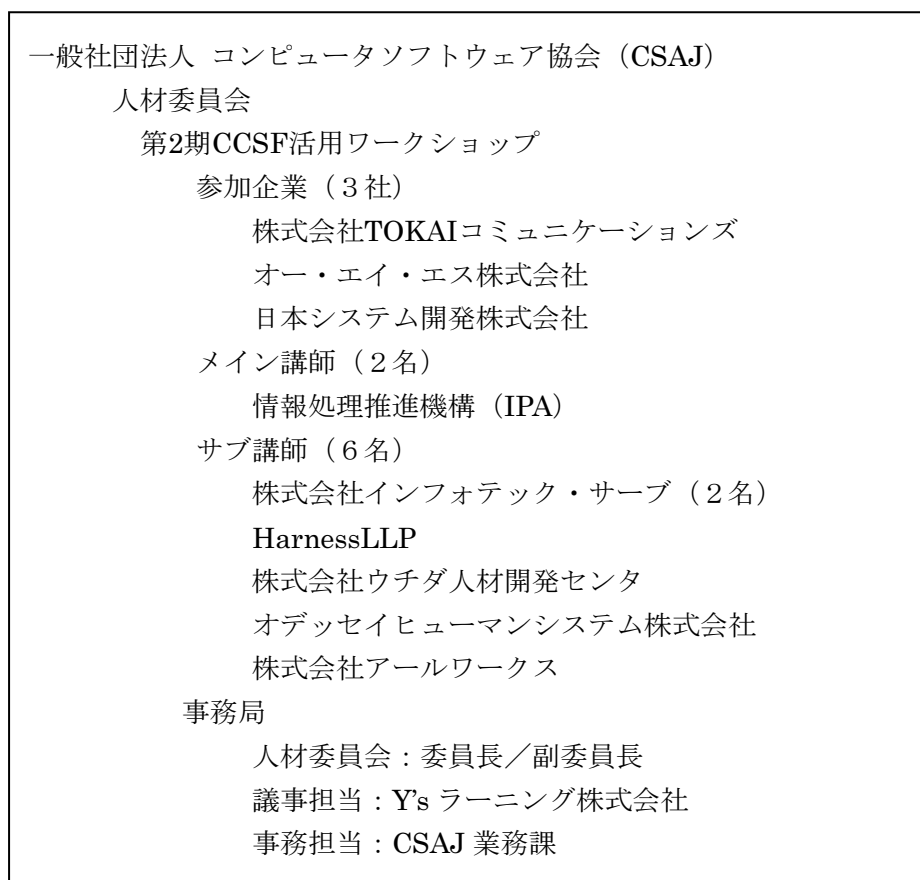 一般社団法人 コンピュータソフトウェア協会（CSAJ）
人材委員会
第2期CCSF活用ワークショップ
参加企業（３社）
株式会社TOKAIコミュニケーションズ
オー・エイ・エス株式会社
日本システム開発株式会社
メイン講師（２名）
情報処理推進機構（IPA）
サブ講師（６名）
株式会社インフォテック・サーブ（２名）
HarnessLLP
株式会社ウチダ人材開発センタ
オデッセイヒューマンシステム株式会社
株式会社アールワークス
事務局
人材委員会：委員長／副委員長
議事担当：Y's ラーニング株式会社
事務担当：CSAJ 業務課